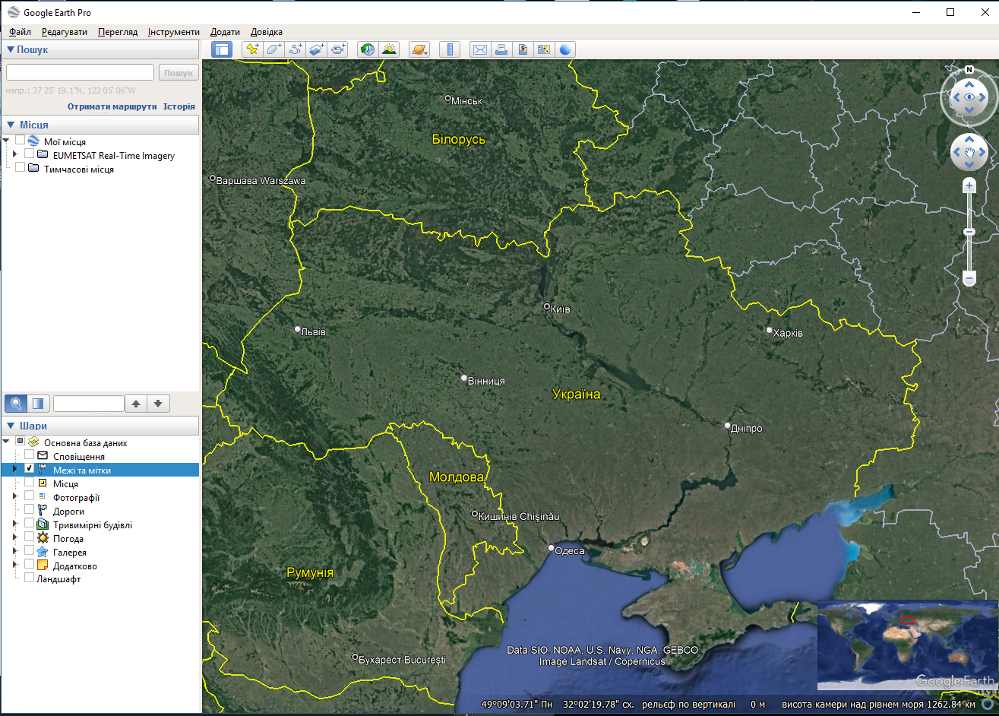 Google Earth Pro
Файл Редагувати Перегляд Інструменти Додати Довідка
Пошук
Пошук
напр.: 37 25' 19.1"N, 122 05' 06"W
Отримати маршрути Історія
Місця
Мої місця
EUMETSAT Real-Time Imagery
Тимчасові місця
Шари
Основна база даних
Сповіщення
Межі та мітки
Місця
Фотографії
Дороги
Тривимірні будівлі
Погода
Галерея
Додатково
Ландшафт
N
Мінськ
Білорусь
Варшава Warszawa
Київ
Львів
Харків
Вінниця
Україна
Дніпро
Молдова
Кишинів Chişinău
Одеса
Румунія
Бухарест Bucureşti
Data SIO, NOAA, U.S. Navy, NGA, GEBCO
Image Landsat / Copernicus
Google Earth
49°09'03.71" Пн 32°02'19.78" сх. рельєф по вертикалі 0 м висота камери над рівнем моря 1262.84 км